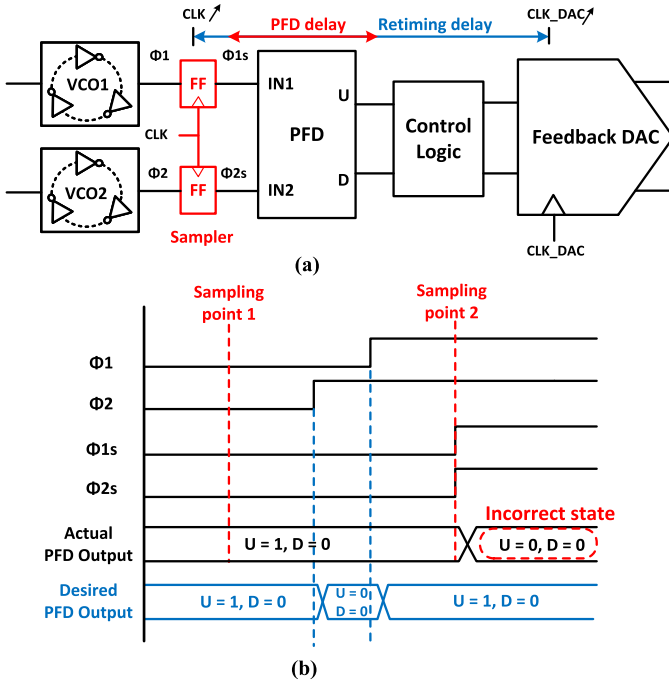 CLK
CLK_DAC
PFD delay
Retiming delay
Φ1
Φ1s
VCO1
FF
IN1
U
CLK
PFD
Control
Logic
Feedback DAC
Φ2
Φ2s
VCO2
FF
IN2
D
Sampler
CLK_DAC
(a)
Sampling
point 1
Sampling
point 2
Φ1
Φ2
Φ1s
Φ2s
Incorrect state
Actual
PFD Output
U = 1, D = 0
U = 0, D = 0
Desired
PFD Output
U = 1, D = 0
U = 0
D = 0
U = 1, D = 0
(b)